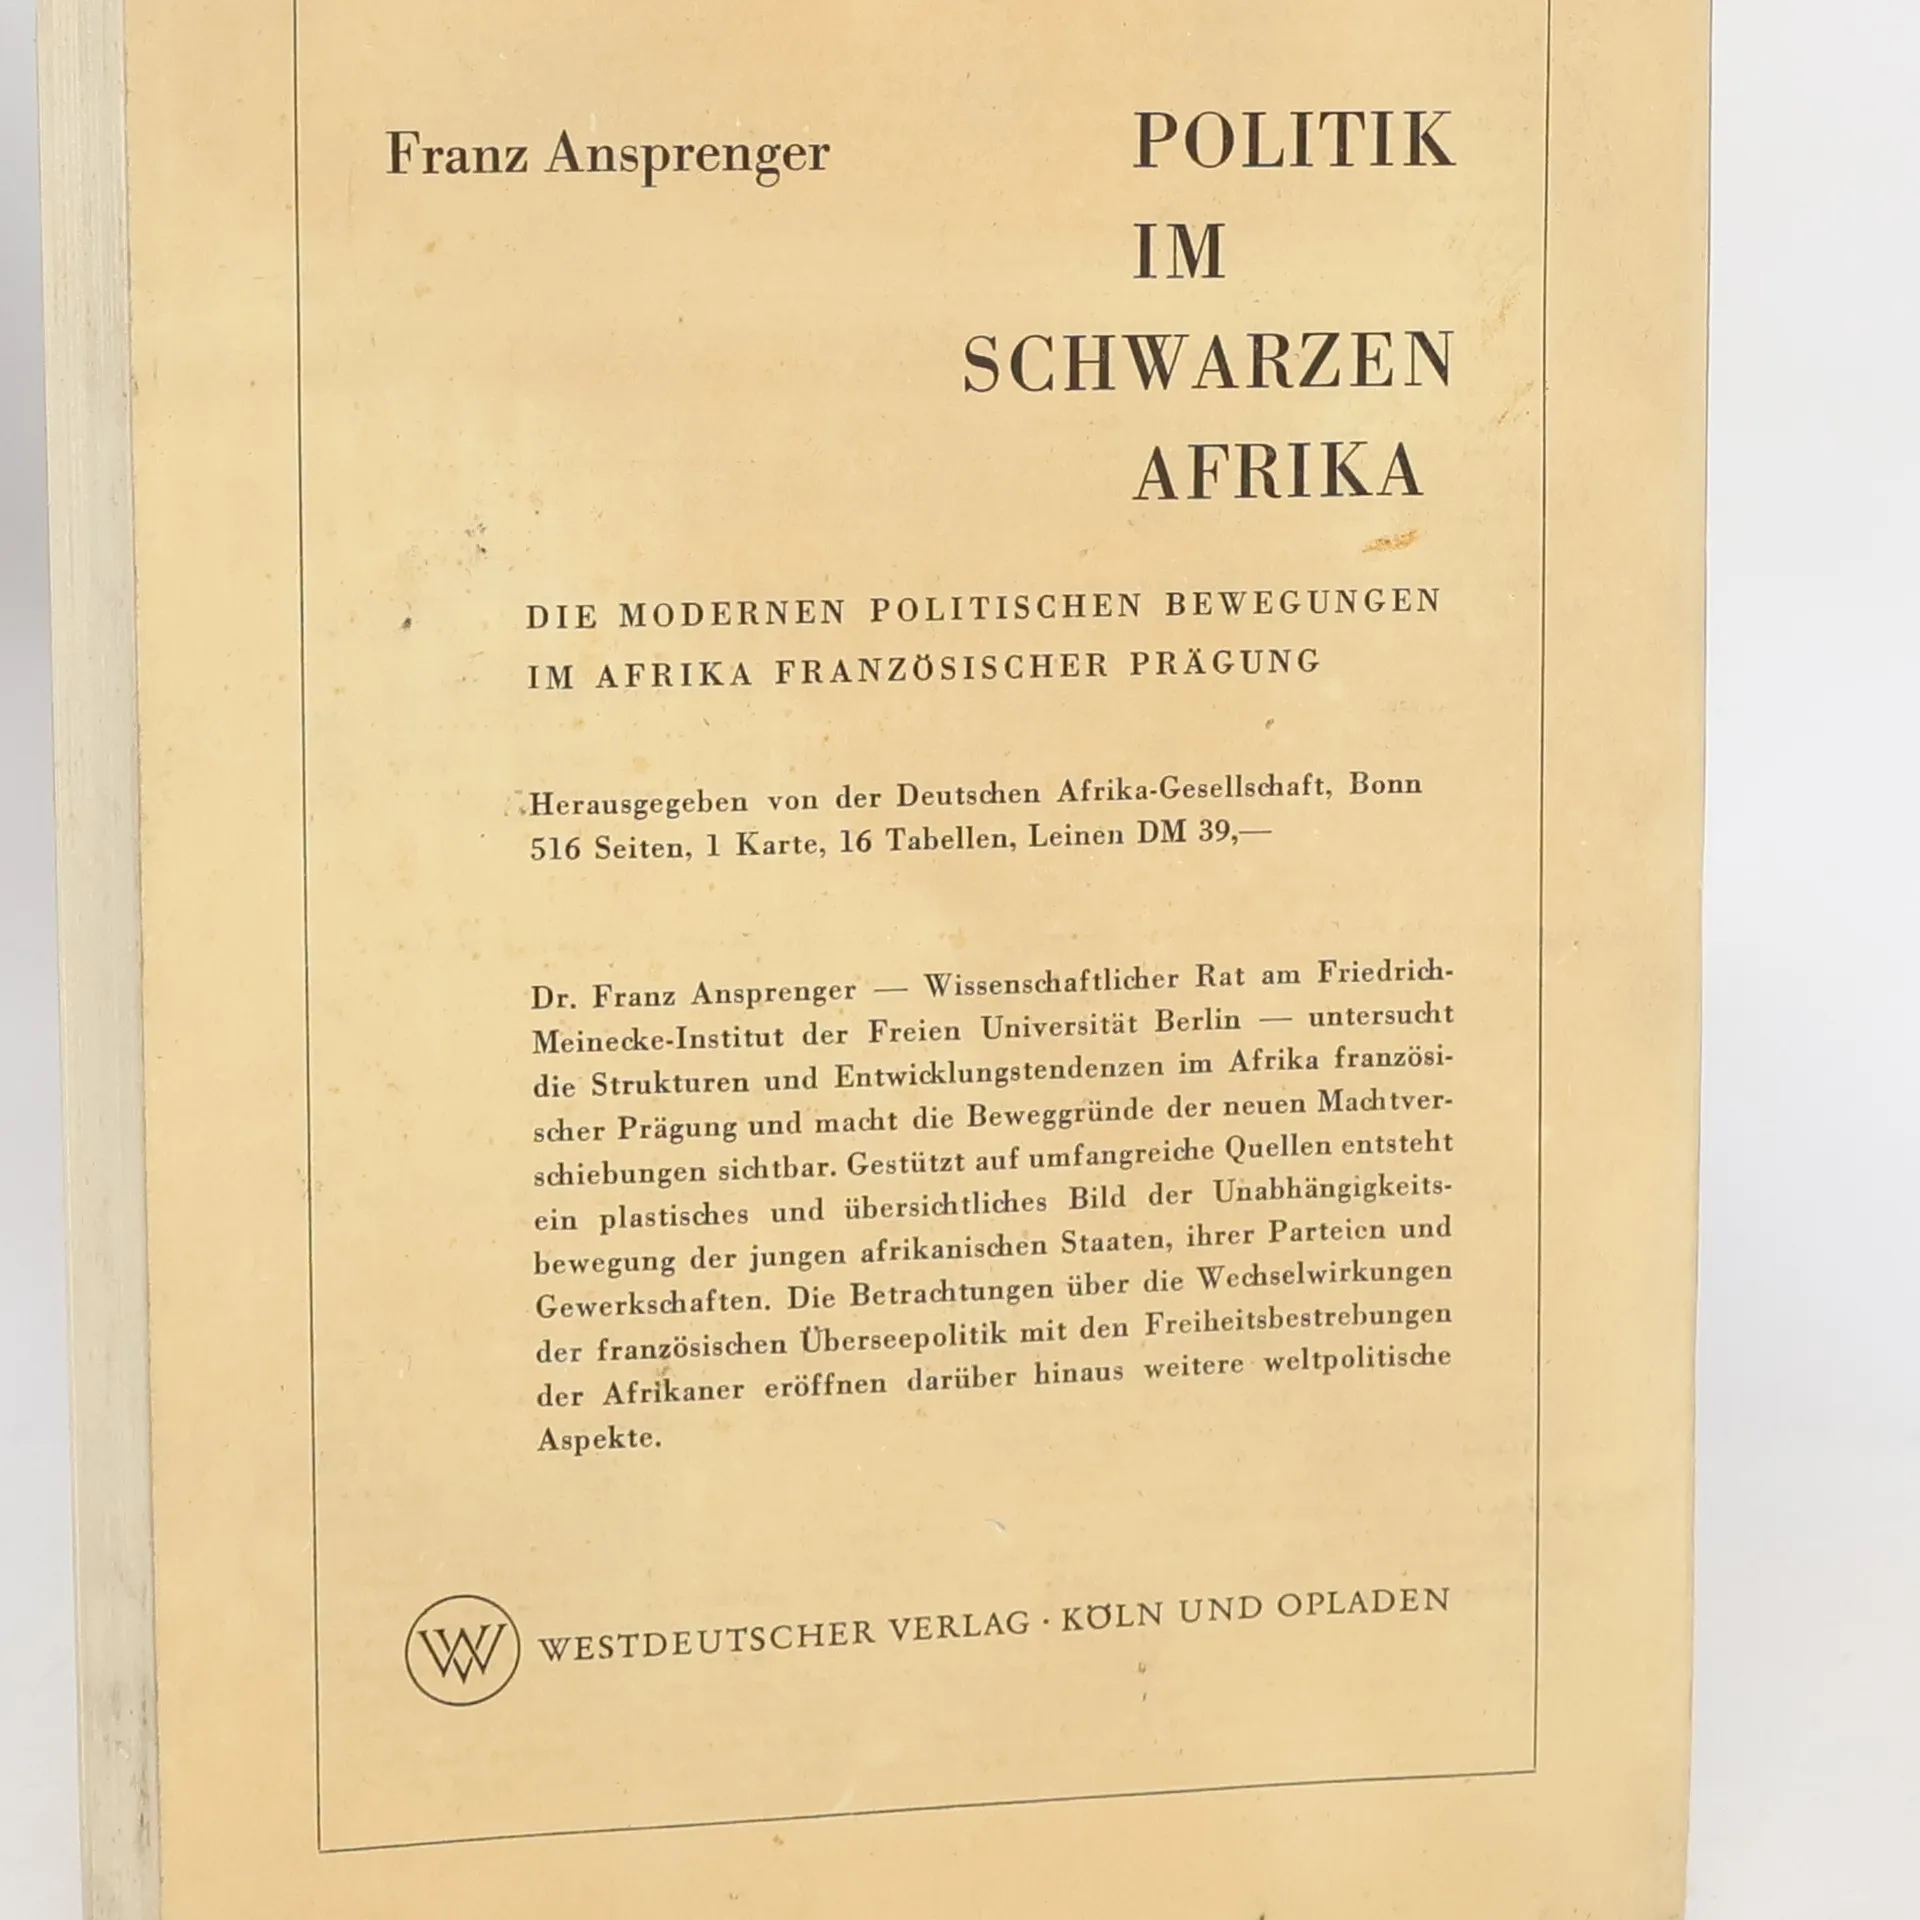 Franz Ansprenger
POLITIK
IM
SCHWARZEN
AFRIKA
DIE MODERNEN POLITISCHEN BEWEGUNGEN
IM AFRIKA FRANZÖSISCHER PRÄGUNG
Herausgegeben von der Deutschen Afrika-Gesellschaft, Bonn
516 Seiten, 1 Karte, 16 Tabellen, Leinen DM 39,—
Dr. Franz Ansprenger — Wissenschaftlicher Rat am Friedrich-
Meinecke-Institut der Freien Universität Berlin — untersucht
die Strukturen und Entwicklungstendenzen im Afrika französi-
scher Prägung und macht die Beweggründe der neuen Machtver-
schiebungen sichtbar. Gestützt auf umfangreiche Quellen entsteht
ein plastisches und übersichtliches Bild der Unabhängigkeits-
bewegung der jungen afrikanischen Staaten, ihrer Parteien und
Gewerkschaften. Die Betrachtungen über die Wechselwirkungen
der französischen Überseepolitik mit den Freiheitsbestrebungen
der Afrikaner eröffnen darüber hinaus weitere weltpolitische
Aspekte.
WESTDEUTSCHER VERLAG · KÖLN UND OPLADEN